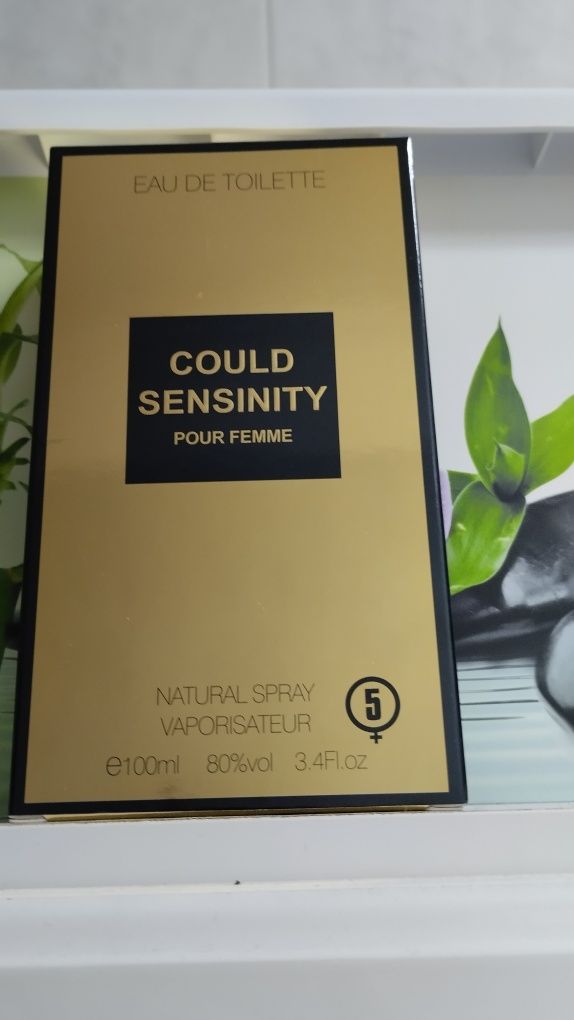 EAU DE TOILETTE
COULD
SENSINITY
POUR FEMME
NATURAL SPRAY
VAPORISATEUR
5
℮100ml 80%vol 3.4Fl.oz